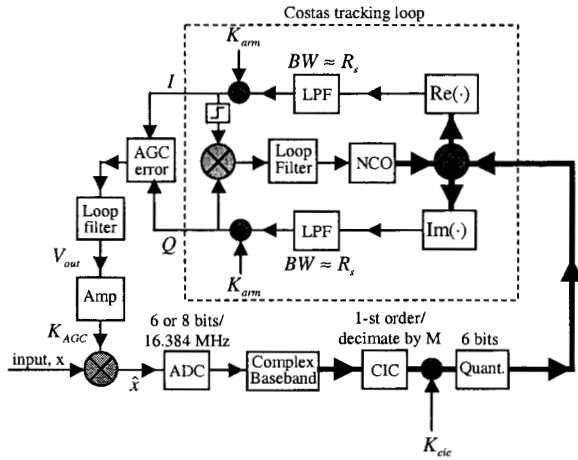 Costas tracking loop
K_arm
BW ≈ R_s
I
LPF
Re(·)
AGC
error
Loop
Filter
NCO
Loop
filter
Q
LPF
Im(·)
V_out
K_arm
BW ≈ R_s
Amp
K_AGC
6 or 8 bits/
16.384 MHz
1-st order/
decimate by M
6 bits
input, x
x̂
ADC
Complex
Baseband
CIC
Quant.
K_cic